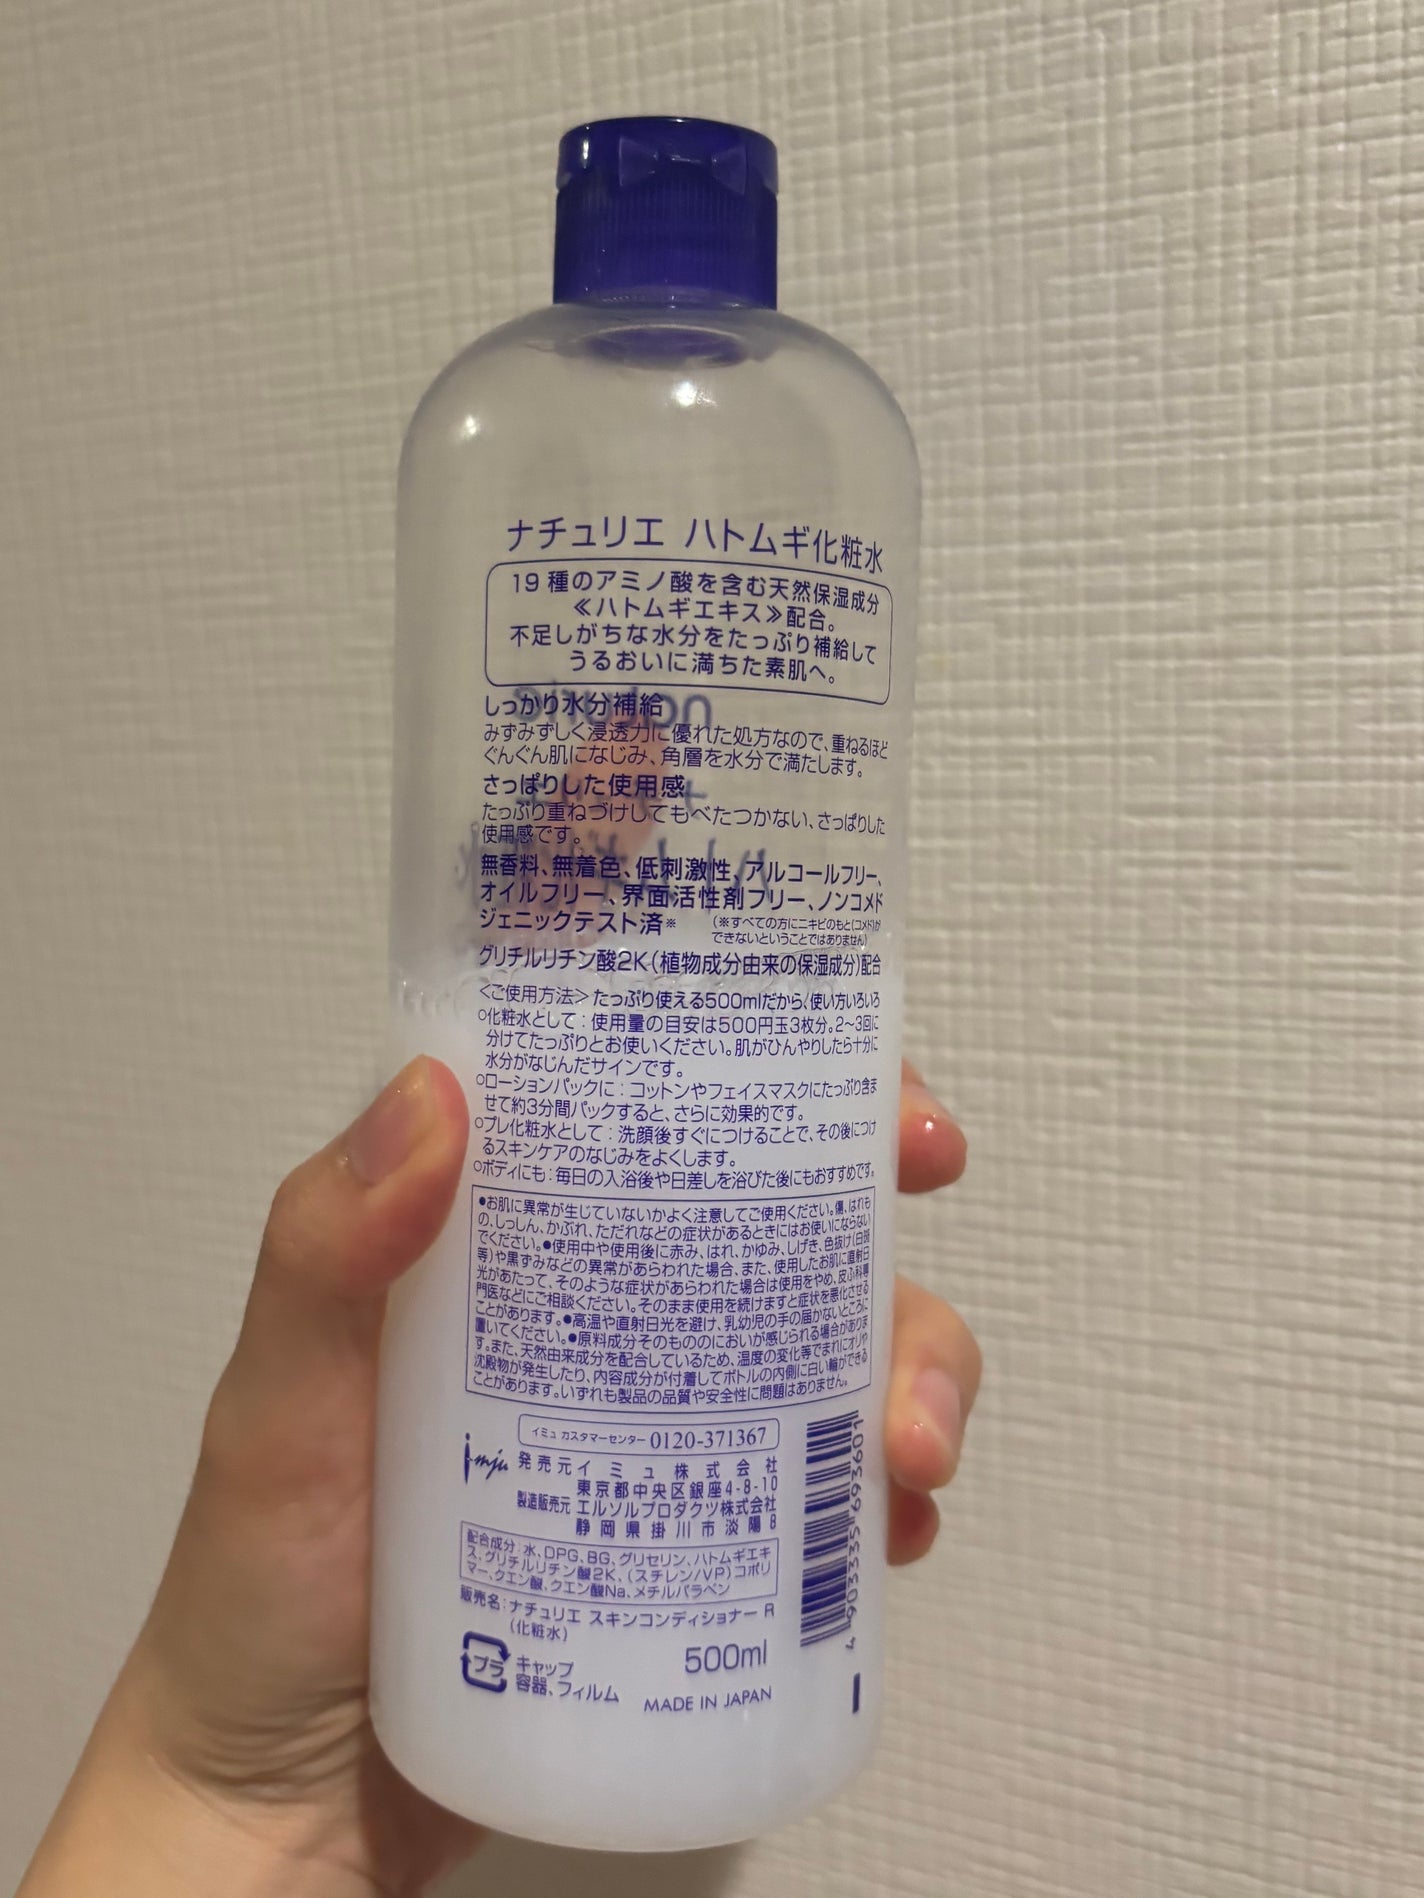 ナチュリエ ハトムギ化粧水
19種のアミノ酸を含む天然保湿成分
≪ハトムギエキス≫配合。
不足しがちな水分をたっぷり補給して
うるおいに満ちた素肌へ。
しっかり水分補給
みずみずしく浸透力に優れた処方なので、重ねるほど
ぐんぐん肌になじみ、角層を水分で満たします。
さっぱりした使用感
たっぷり重ねづけしてもべたつかない、さっぱりした
使用感です。
無香料、無着色、低刺激性、アルコールフリー、
オイルフリー、界面活性剤フリー、ノンコメド
ジェニックテスト済※
(※すべての方にニキビのもと(コメド)が
できないということではありません)
グリチルリチン酸2K(植物成分由来の保湿成分)配合
<ご使用方法>たっぷり使える500mlだから、使い方いろいろ
○化粧水として:使用量の目安は500円玉3枚分。2〜3回に
分けてたっぷりとお使いください。肌がひんやりしたら十分に
水分がなじんだサインです。
○ローションパックに:コットンやフェイスマスクにたっぷり含ま
せて約3分間パックすると、さらに効果的です。
○プレ化粧水として:洗顔後すぐにつけることで、その後につけ
るスキンケアのなじみをよくします。
○ボディにも:毎日の入浴後や日差しを浴びた後にもおすすめです。
●お肌に異常が生じていないかよく注意してご使用ください。傷、はれも
の、しっしん、かぶれ、ただれなどの症状があるときにはお使いにならない
でください。●使用中や使用後に赤み、はれ、かゆみ、しげき、色抜け(白斑
等)や黒ずみなどの異常があらわれた場合、また、使用したお肌に直射日
光があたって、そのような症状があらわれた場合は使用をやめ、皮ふ科専
門医などにご相談ください。そのまま使用を続けますと症状を悪化させる
ことがあります。●高温や直射日光を避け、乳幼児の手の届かないところに
置いてください。●原料成分そのもののにおいが感じられる場合がありま
す。また、天然由来成分を配合しているため、温度の変化等でまれにオリや
沈殿物が発生したり、内容成分が付着してボトルの内側に白い輪ができる
ことがあります。いずれも製品の品質や安全性に問題はありません。
イミュ カスタマーセンター 0120-371367
i-mju 発売元 イミュ株式会社
東京都中央区銀座4-8-10
製造販売元 エルソルプロダクツ株式会社
静岡県掛川市淡陽8
配合成分:水、DPG、BG、グリセリン、ハトムギエキ
ス、グリチルリチン酸2K、(スチレン/VP)コポリ
マー、クエン酸、クエン酸Na、メチルパラベン
販売名:ナチュリエ スキンコンディショナー R
(化粧水)
500ml
プラ キャップ
容器、フィルム
MADE IN JAPAN
4 903335 693601